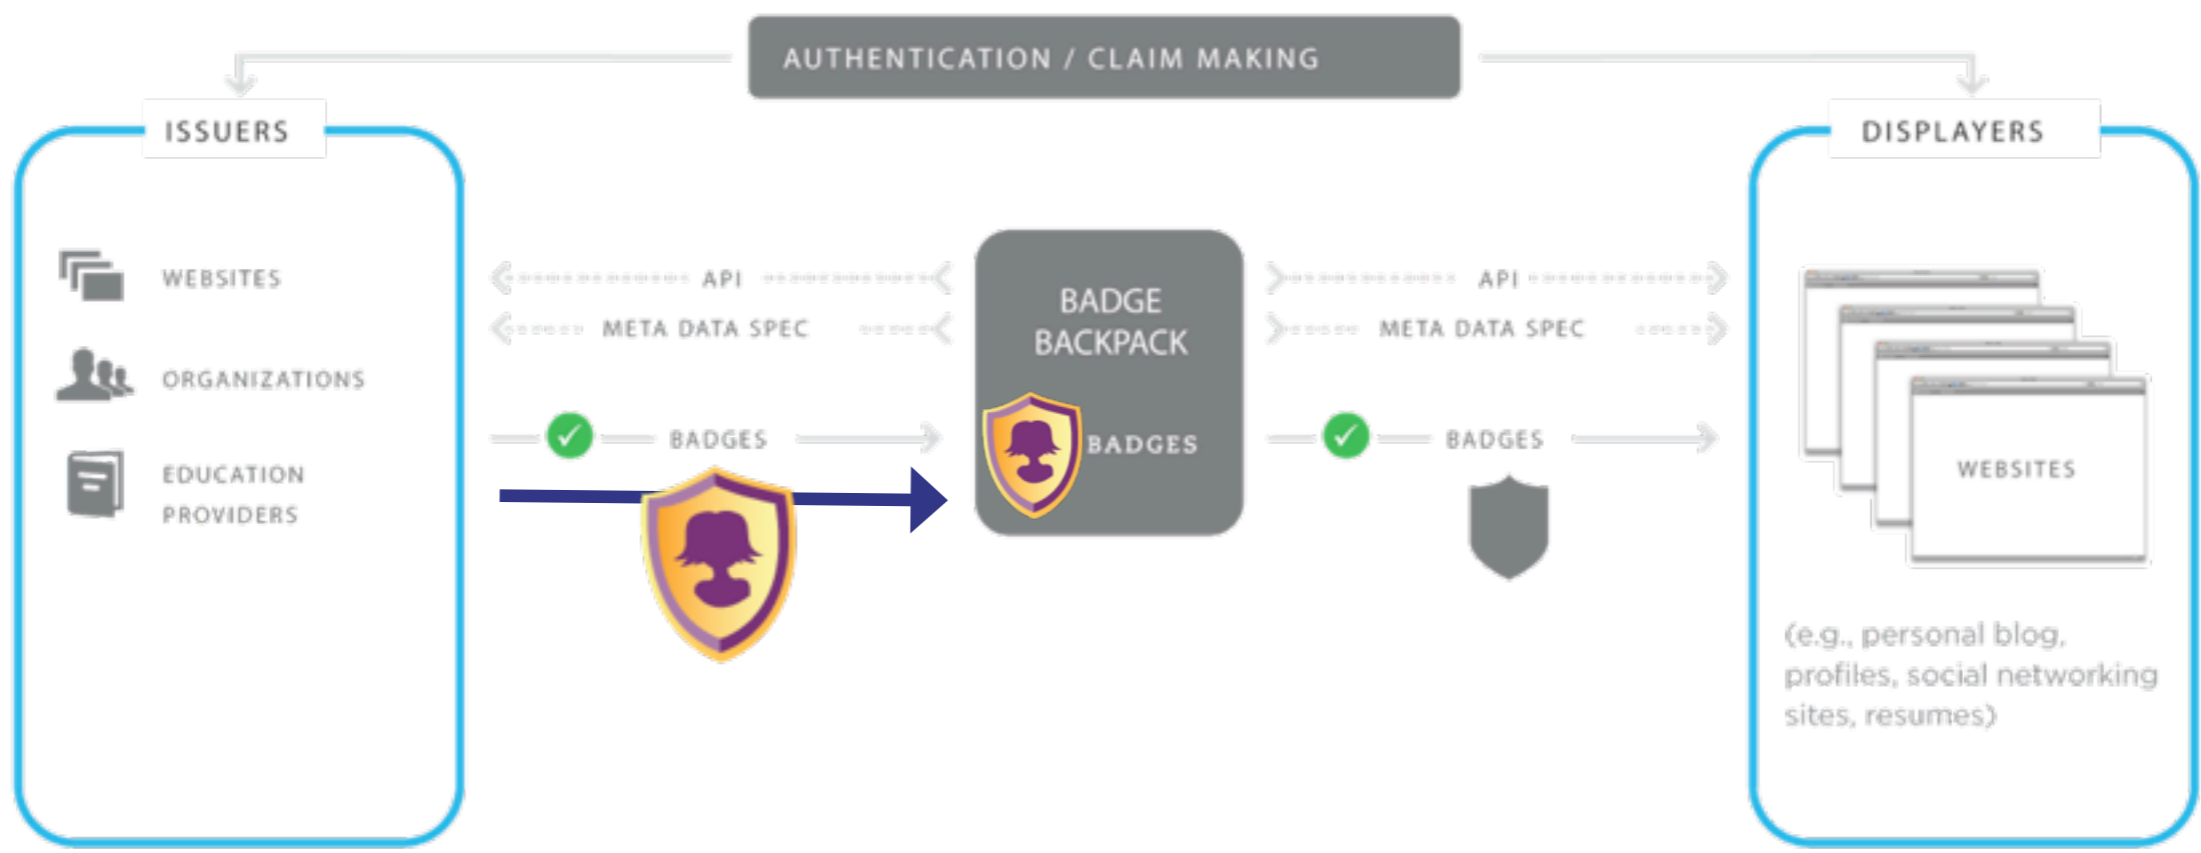 AUTHENTICATION / CLAIM MAKING
ISSUERS
WEBSITES
ORGANIZATIONS
EDUCATION
PROVIDERS
API
META DATA SPEC
BADGES
BADGE
BACKPACK
BADGES
API
META DATA SPEC
BADGES
DISPLAYERS
WEBSITES
(e.g., personal blog,
profiles, social networking
sites, resumes)